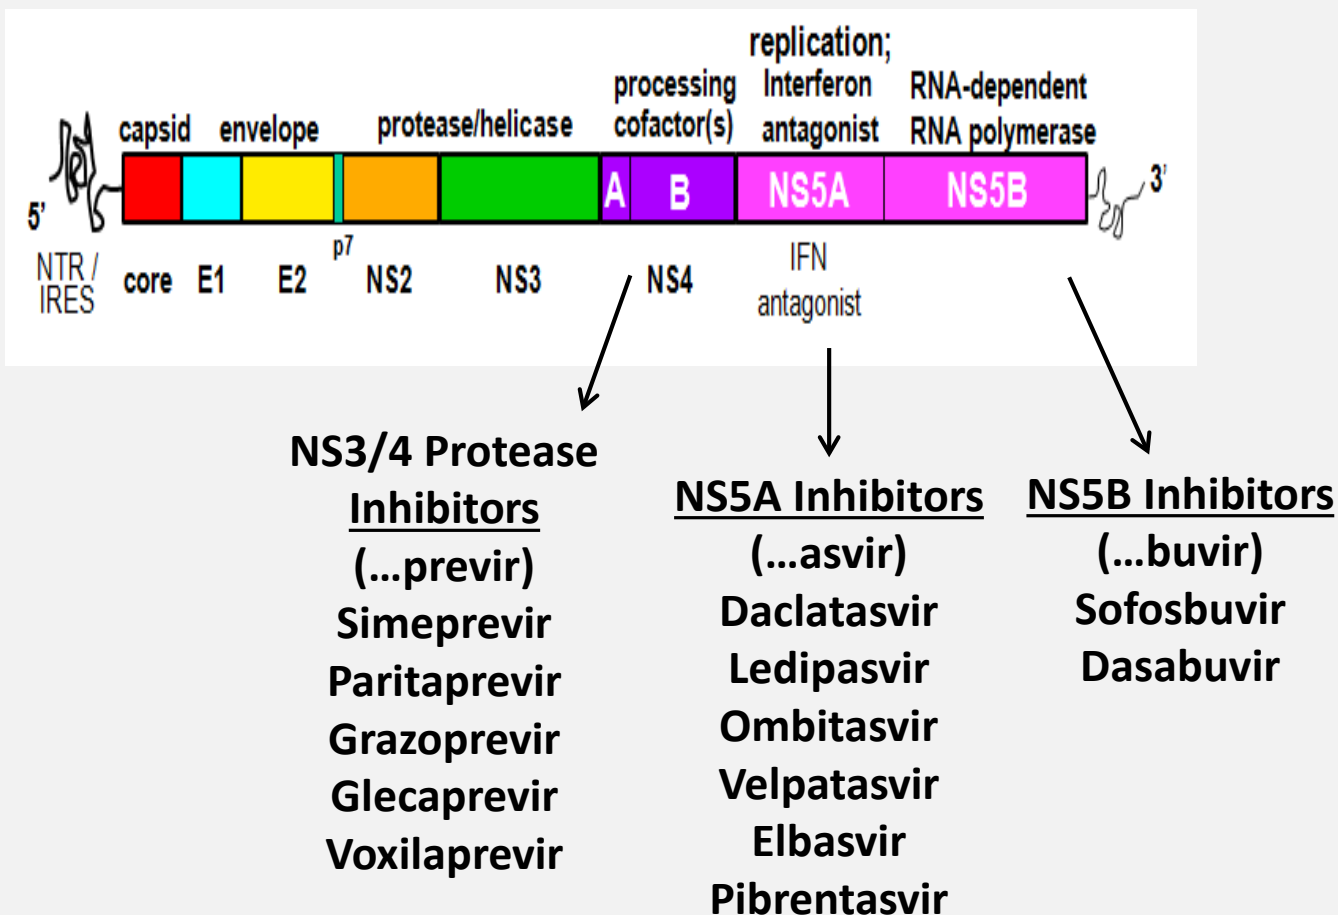 replication;
processing Interferon RNA-dependent
capsid envelope protease/helicase cofactor(s) antagonist RNA polymerase
A B NS5A NS5B
5' 3'
NTR / IRES
core E1 E2 p7 NS2 NS3 NS4
IFN
antagonist
NS3/4 Protease
Inhibitors
(...previr)
Simeprevir
Paritaprevir
Grazoprevir
Glecaprevir
Voxilaprevir
NS5A Inhibitors
(...asvir)
Daclatasvir
Ledipasvir
Ombitasvir
Velpatasvir
Elbasvir
Pibrentasvir
NS5B Inhibitors
(...buvir)
Sofosbuvir
Dasabuvir